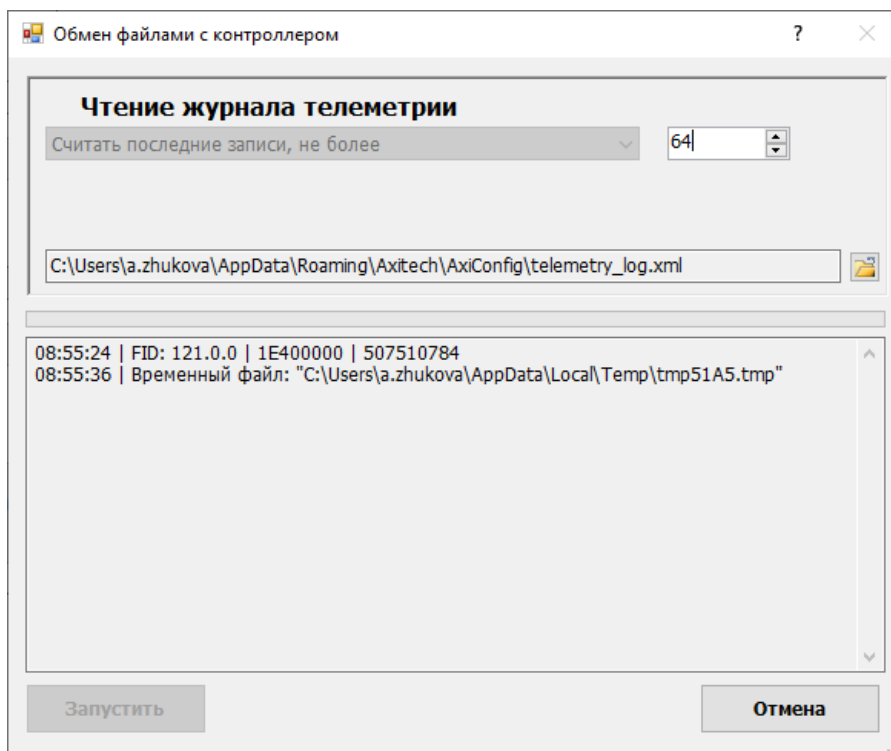 Обмен файлами с контроллером ?
Чтение журнала телеметрии
Считать последние записи, не более 64
C:\Users\a.zhukova\AppData\Roaming\Axitech\AxiConfig\telemetry_log.xml
08:55:24 | FID: 121.0.0 | 1E400000 | 507510784
08:55:36 | Временный файл: "C:\Users\a.zhukova\AppData\Local\Temp\tmp51A5.tmp"
Запустить Отмена